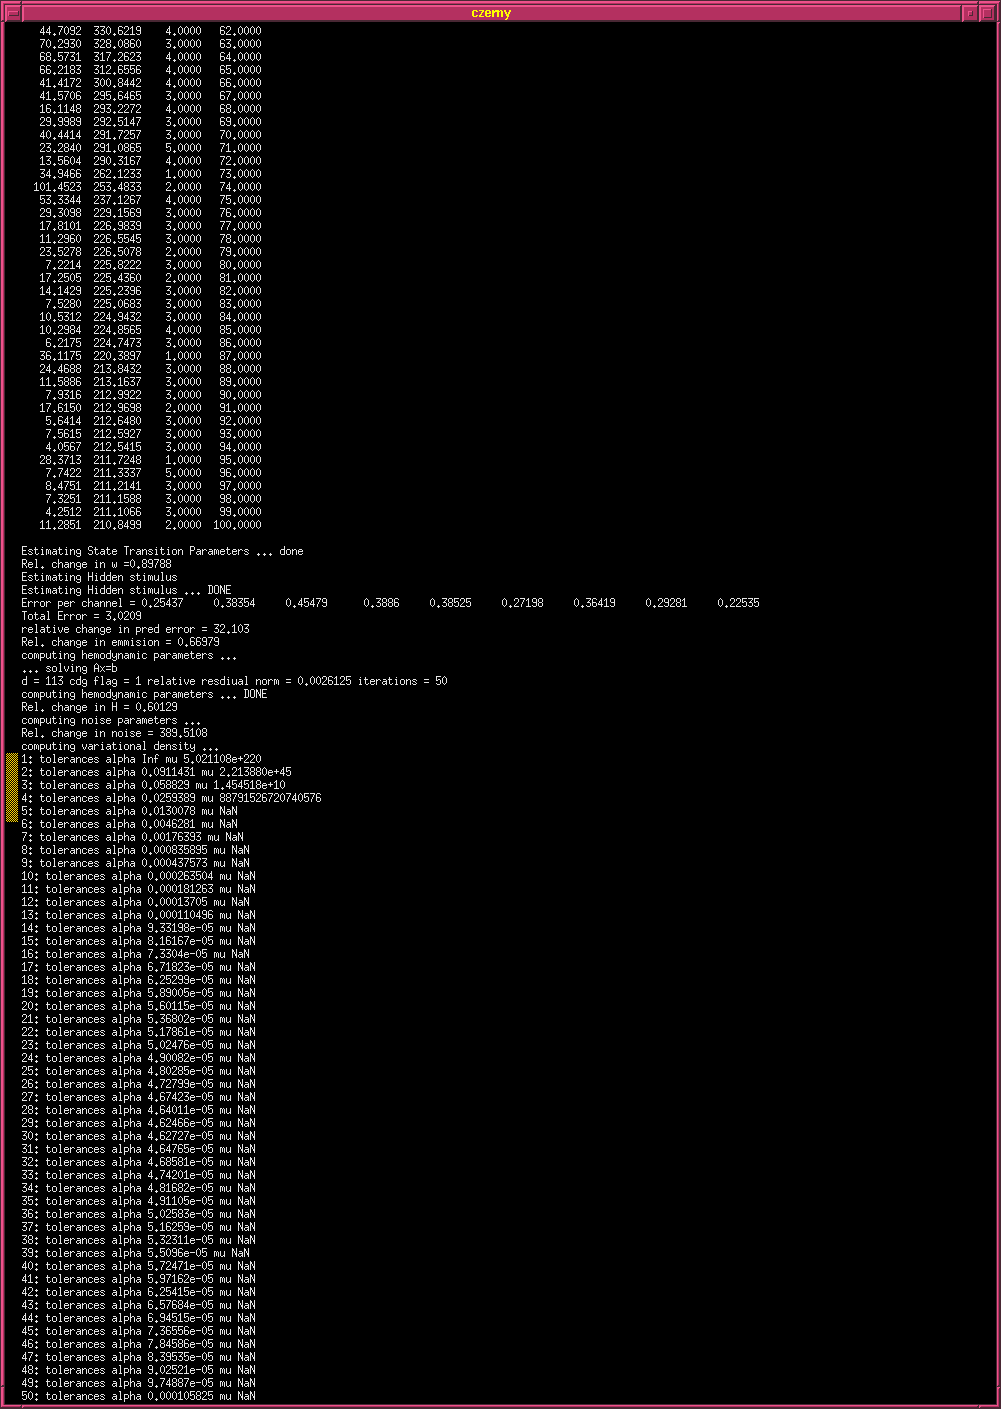 czerny
44.7092 330.6219 4.0000 62.0000
70.2930 328.0860 3.0000 63.0000
68.5731 317.2623 4.0000 64.0000
66.2183 312.6556 4.0000 65.0000
41.4172 300.8442 4.0000 66.0000
41.5706 295.6465 3.0000 67.0000
16.1148 293.2272 4.0000 68.0000
29.9989 292.5147 3.0000 69.0000
40.4414 291.7257 3.0000 70.0000
23.2840 291.0865 5.0000 71.0000
13.5604 290.3167 4.0000 72.0000
34.9466 262.1233 1.0000 73.0000
101.4523 253.4833 2.0000 74.0000
53.3344 237.1267 4.0000 75.0000
29.3098 229.1569 3.0000 76.0000
17.8101 226.9839 3.0000 77.0000
11.2960 226.5545 3.0000 78.0000
23.5278 226.5078 2.0000 79.0000
7.2214 225.8222 3.0000 80.0000
17.2505 225.4360 2.0000 81.0000
14.1429 225.2396 3.0000 82.0000
7.5280 225.0683 3.0000 83.0000
10.5312 224.9432 3.0000 84.0000
10.2984 224.8565 4.0000 85.0000
6.2175 224.7473 3.0000 86.0000
36.1175 220.3897 1.0000 87.0000
24.4688 213.8432 3.0000 88.0000
11.5886 213.1637 3.0000 89.0000
7.9316 212.9922 3.0000 90.0000
17.6150 212.9698 2.0000 91.0000
5.6414 212.6480 3.0000 92.0000
7.5615 212.5927 3.0000 93.0000
4.0567 212.5415 3.0000 94.0000
28.3713 211.7248 1.0000 95.0000
7.7422 211.3337 5.0000 96.0000
8.4751 211.2141 3.0000 97.0000
7.3251 211.1588 3.0000 98.0000
4.2512 211.1066 3.0000 99.0000
11.2851 210.8499 2.0000 100.0000
Estimating State Transition Parameters ... done
Rel. change in w =0.89788
Estimating Hidden stimulus
Estimating Hidden stimulus ... DONE
Error per channel = 0.25437 0.38354 0.45479 0.3886 0.38525 0.27198 0.36419 0.29281 0.22535
Total Error = 3.0209
relative change in pred error = 32.103
Rel. change in emmision = 0.66979
computing hemodynamic parameters ...
... solving Ax=b
d = 113 cdg flag = 1 relative resdiual norm = 0.0026125 iterations = 50
computing hemodynamic parameters ... DONE
Rel. change in H = 0.60129
computing noise parameters ...
Rel. change in noise = 389.5108
computing variational density ...
1: tolerances alpha Inf mu 5.021108e+220
2: tolerances alpha 0.0911431 mu 2.213880e+45
3: tolerances alpha 0.058829 mu 1.454518e+10
4: tolerances alpha 0.0259389 mu 88791526720740576
5: tolerances alpha 0.0130078 mu NaN
6: tolerances alpha 0.0046281 mu NaN
7: tolerances alpha 0.00176393 mu NaN
8: tolerances alpha 0.000835895 mu NaN
9: tolerances alpha 0.000437573 mu NaN
10: tolerances alpha 0.000263504 mu NaN
11: tolerances alpha 0.000181263 mu NaN
12: tolerances alpha 0.00013705 mu NaN
13: tolerances alpha 0.000110496 mu NaN
14: tolerances alpha 9.33198e-05 mu NaN
15: tolerances alpha 8.16167e-05 mu NaN
16: tolerances alpha 7.3304e-05 mu NaN
17: tolerances alpha 6.71823e-05 mu NaN
18: tolerances alpha 6.25299e-05 mu NaN
19: tolerances alpha 5.89005e-05 mu NaN
20: tolerances alpha 5.60115e-05 mu NaN
21: tolerances alpha 5.36802e-05 mu NaN
22: tolerances alpha 5.17861e-05 mu NaN
23: tolerances alpha 5.02476e-05 mu NaN
24: tolerances alpha 4.90082e-05 mu NaN
25: tolerances alpha 4.80285e-05 mu NaN
26: tolerances alpha 4.72799e-05 mu NaN
27: tolerances alpha 4.67423e-05 mu NaN
28: tolerances alpha 4.64011e-05 mu NaN
29: tolerances alpha 4.62466e-05 mu NaN
30: tolerances alpha 4.62727e-05 mu NaN
31: tolerances alpha 4.64765e-05 mu NaN
32: tolerances alpha 4.68581e-05 mu NaN
33: tolerances alpha 4.74201e-05 mu NaN
34: tolerances alpha 4.81682e-05 mu NaN
35: tolerances alpha 4.91105e-05 mu NaN
36: tolerances alpha 5.02583e-05 mu NaN
37: tolerances alpha 5.16259e-05 mu NaN
38: tolerances alpha 5.32311e-05 mu NaN
39: tolerances alpha 5.5096e-05 mu NaN
40: tolerances alpha 5.72471e-05 mu NaN
41: tolerances alpha 5.97162e-05 mu NaN
42: tolerances alpha 6.25415e-05 mu NaN
43: tolerances alpha 6.57684e-05 mu NaN
44: tolerances alpha 6.94515e-05 mu NaN
45: tolerances alpha 7.36556e-05 mu NaN
46: tolerances alpha 7.84586e-05 mu NaN
47: tolerances alpha 8.39535e-05 mu NaN
48: tolerances alpha 9.02521e-05 mu NaN
49: tolerances alpha 9.74887e-05 mu NaN
50: tolerances alpha 0.000105825 mu NaN